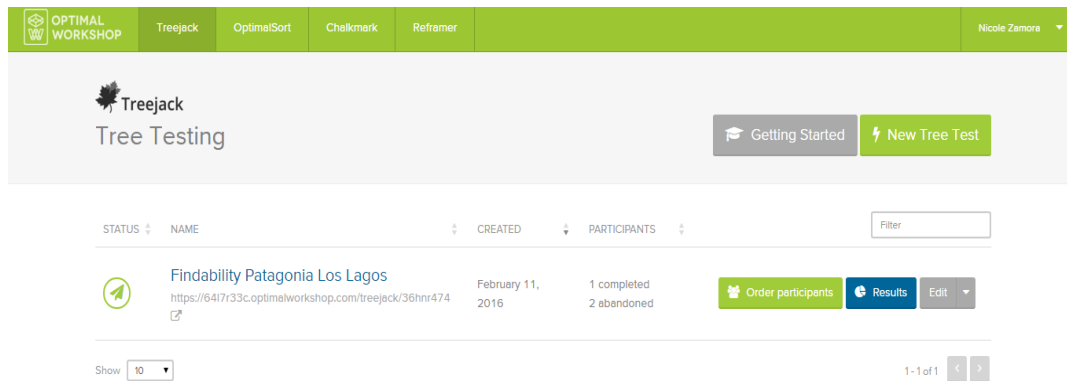 OPTIMAL WORKSHOP Treejack OptimalSort Chalkmark Reframer Nicole Zamora
Treejack
Tree Testing
Getting Started New Tree Test
STATUS NAME CREATED PARTICIPANTS Filter
Findability Patagonia Los Lagos
https://64l7r33c.optimalworkshop.com/treejack/36hnr474
February 11,
2016
1 completed
2 abandoned
Order participants Results Edit
Show 10 1-1 of 1